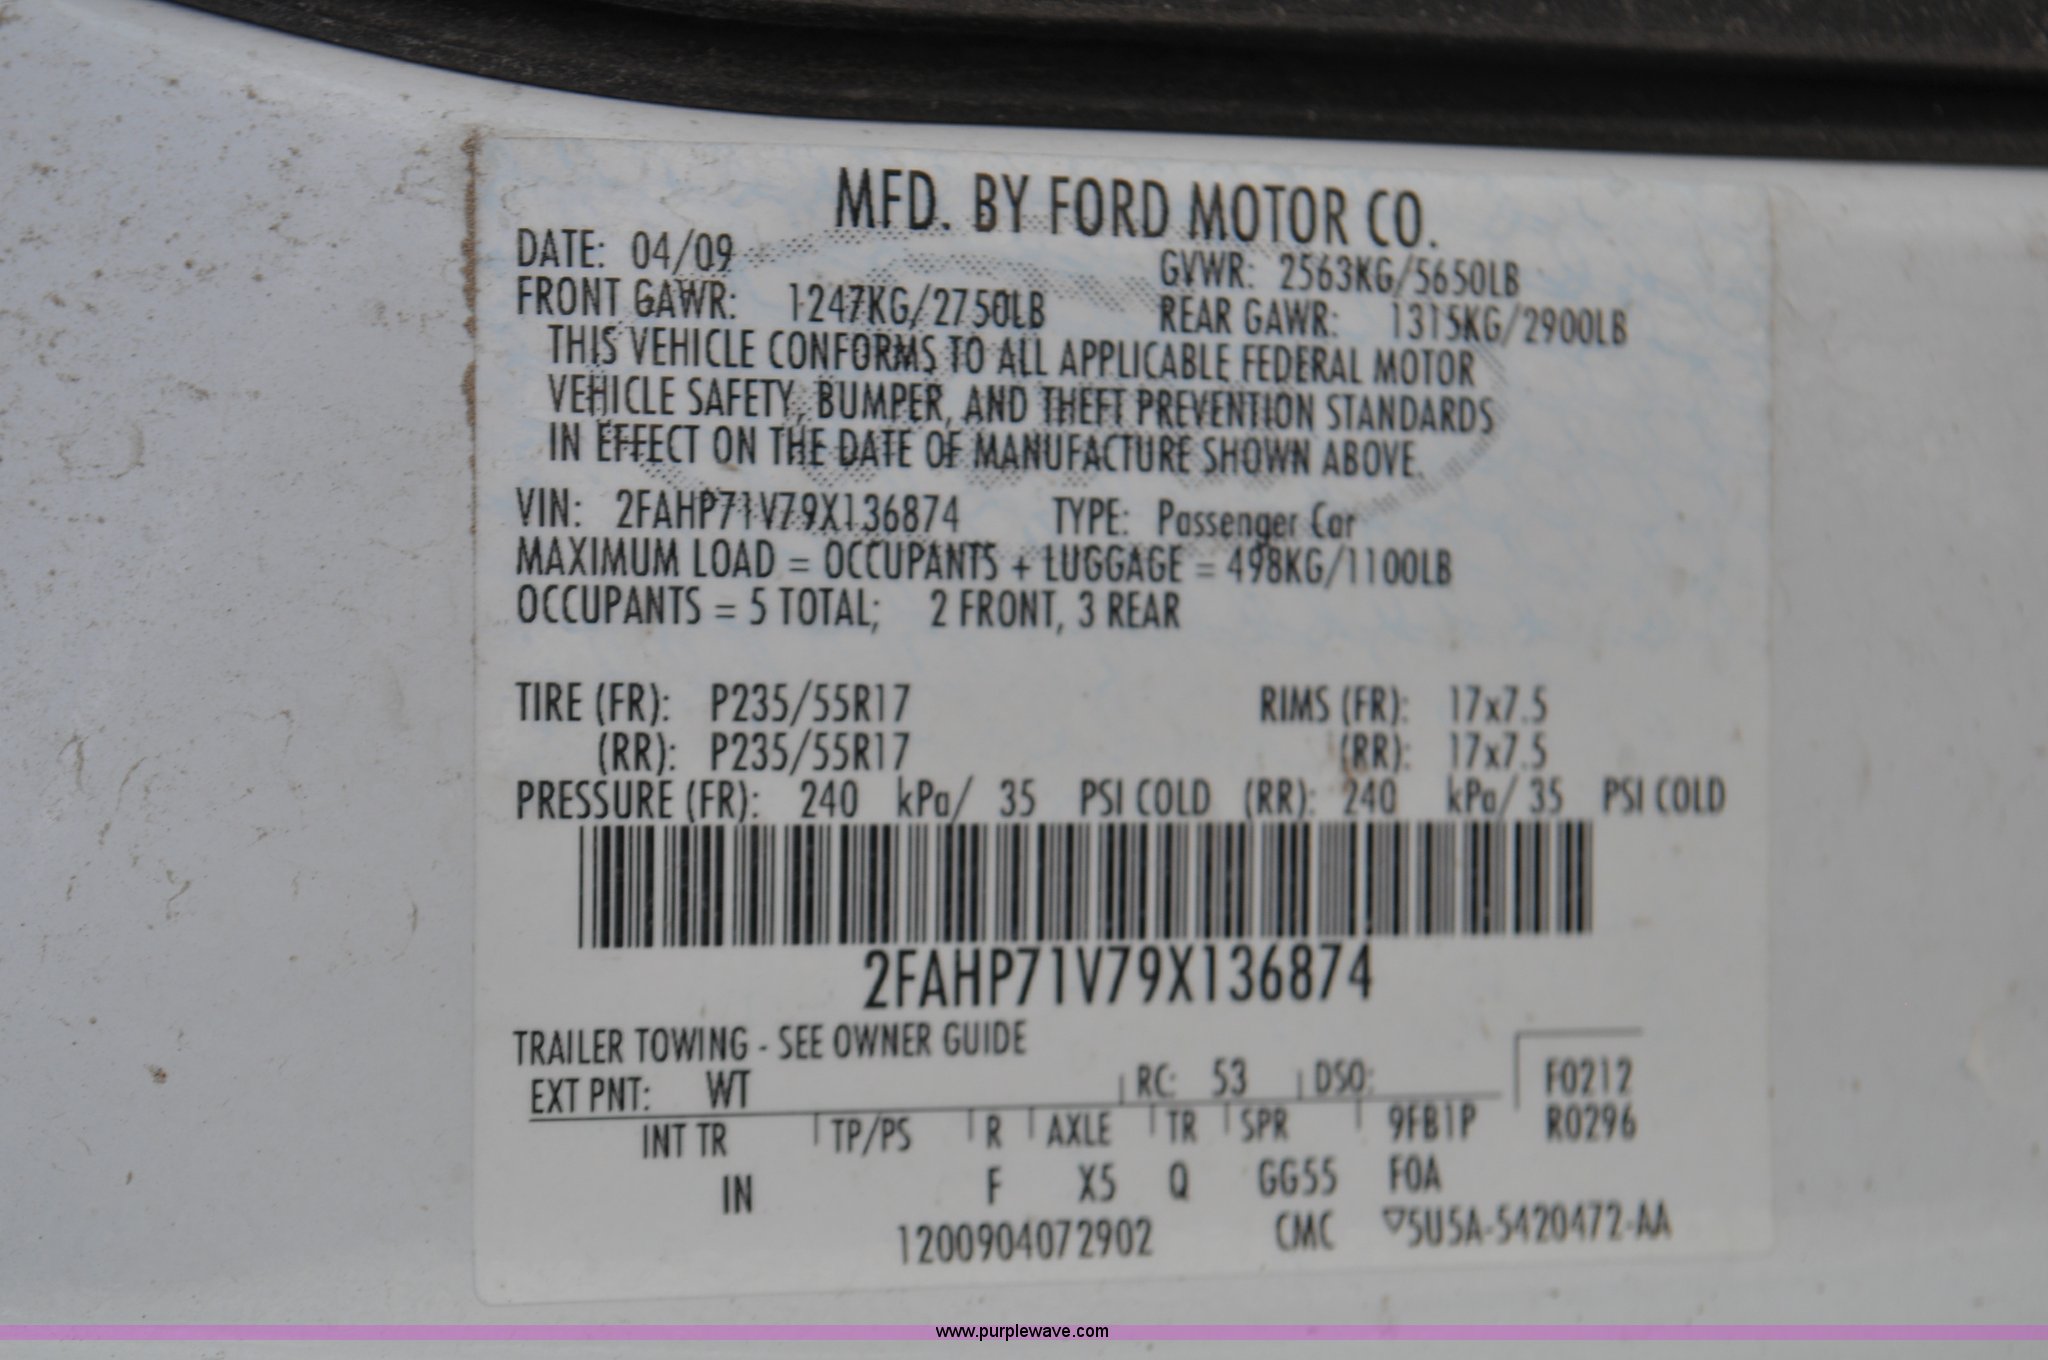 MFD. BY FORD MOTOR CO.
DATE: 04/09 GVWR: 2563KG/5650LB
FRONT GAWR: 1247KG/2750LB REAR GAWR: 1315KG/2900LB
THIS VEHICLE CONFORMS TO ALL APPLICABLE FEDERAL MOTOR
VEHICLE SAFETY, BUMPER, AND THEFT PREVENTION STANDARDS
IN EFFECT ON THE DATE OF MANUFACTURE SHOWN ABOVE.
VIN: 2FAHP71V79X136874 TYPE: Passenger Car
MAXIMUM LOAD = OCCUPANTS + LUGGAGE = 498KG/1100LB
OCCUPANTS = 5 TOTAL; 2 FRONT, 3 REAR
TIRE (FR): P235/55R17 RIMS (FR): 17x7.5
(RR): P235/55R17 (RR): 17x7.5
PRESSURE (FR): 240 kPa/ 35 PSI COLD (RR): 240 kPa/ 35 PSI COLD
2FAHP71V79X136874
TRAILER TOWING - SEE OWNER GUIDE
EXT PNT: WT RC: 53 DSO: F0212
INT TR TP/PS R AXLE TR SPR 9FB1P R0296
IN F X5 Q GG55 FOA
1200904072902 CMC ▽5U5A-5420472-AA
www.purplewave.com